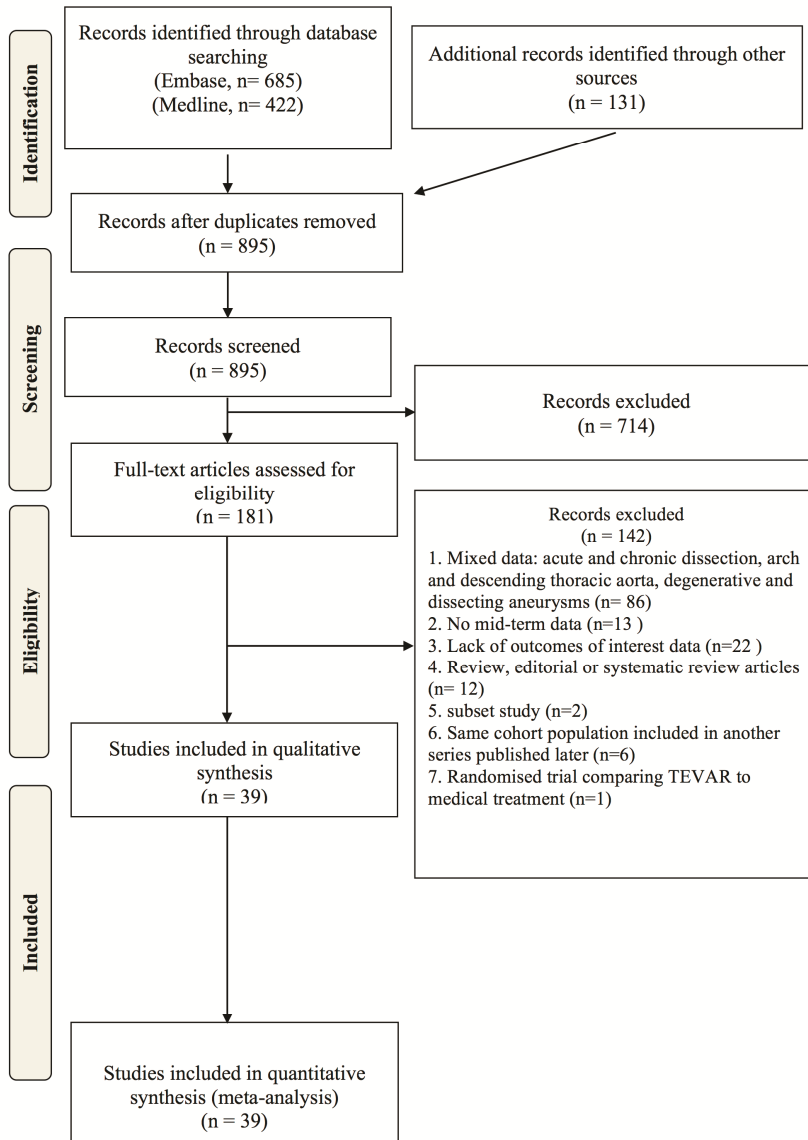 Identification
Records identified through database
searching
(Embase, n= 685)
(Medline, n= 422)
Additional records identified through other
sources
(n = 131)
Records after duplicates removed
(n = 895)
Screening
Records screened
(n = 895)
Records excluded
(n = 714)
Full-text articles assessed for
eligibility
(n = 181)
Eligibility
Records excluded
(n = 142)
1. Mixed data: acute and chronic dissection, arch
and descending thoracic aorta, degenerative and
dissecting aneurysms (n= 86)
2. No mid-term data (n=13 )
3. Lack of outcomes of interest data (n=22 )
4. Review, editorial or systematic review articles
(n= 12)
5. subset study (n=2)
6. Same cohort population included in another
series published later (n=6)
7. Randomised trial comparing TEVAR to
medical treatment (n=1)
Studies included in qualitative
synthesis
(n = 39)
Included
Studies included in quantitative
synthesis (meta-analysis)
(n = 39)